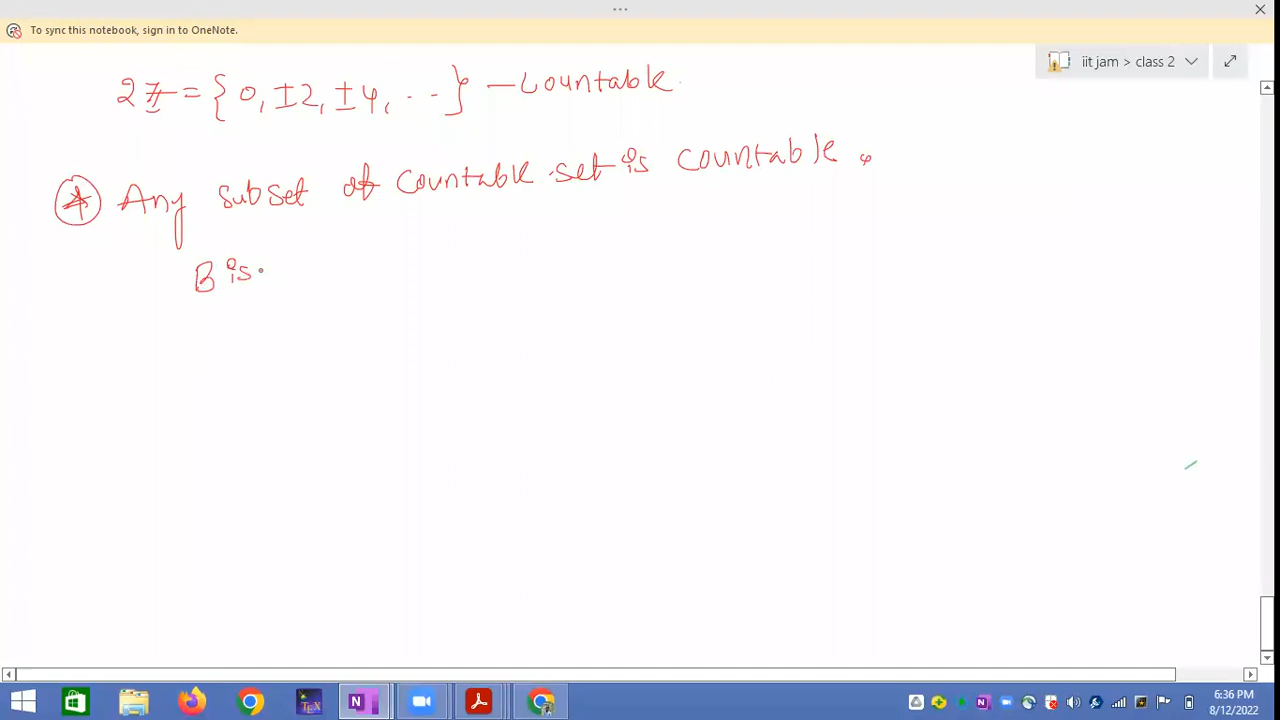 To sync this notebook, sign in to OneNote.
iit jam > class 2
2ℤ = {0, ±2, ±4, ...} — Countable
Any subset of countable set is countable.
B is
6:36 PM
8/12/2022